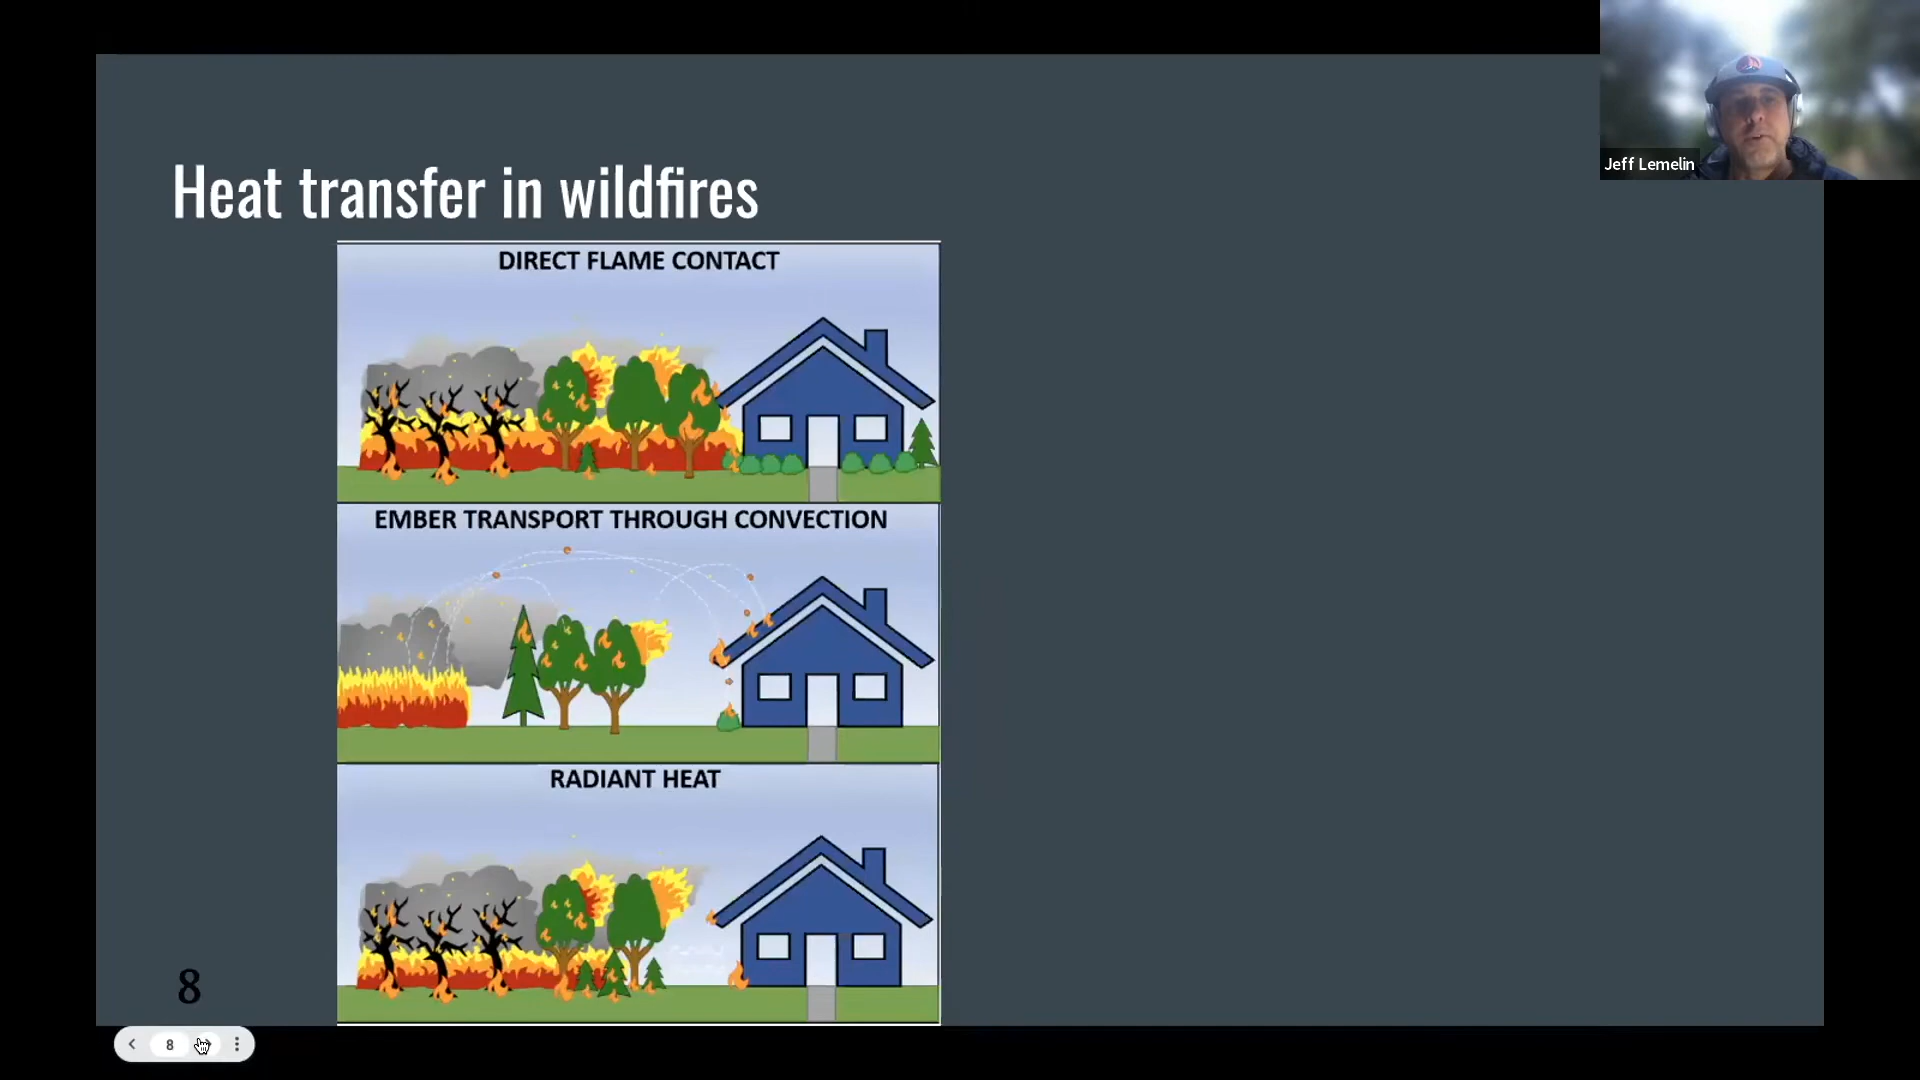 Jeff Lemelin
Heat transfer in wildfires
DIRECT FLAME CONTACT
EMBER TRANSPORT THROUGH CONVECTION
RADIANT HEAT
8
8